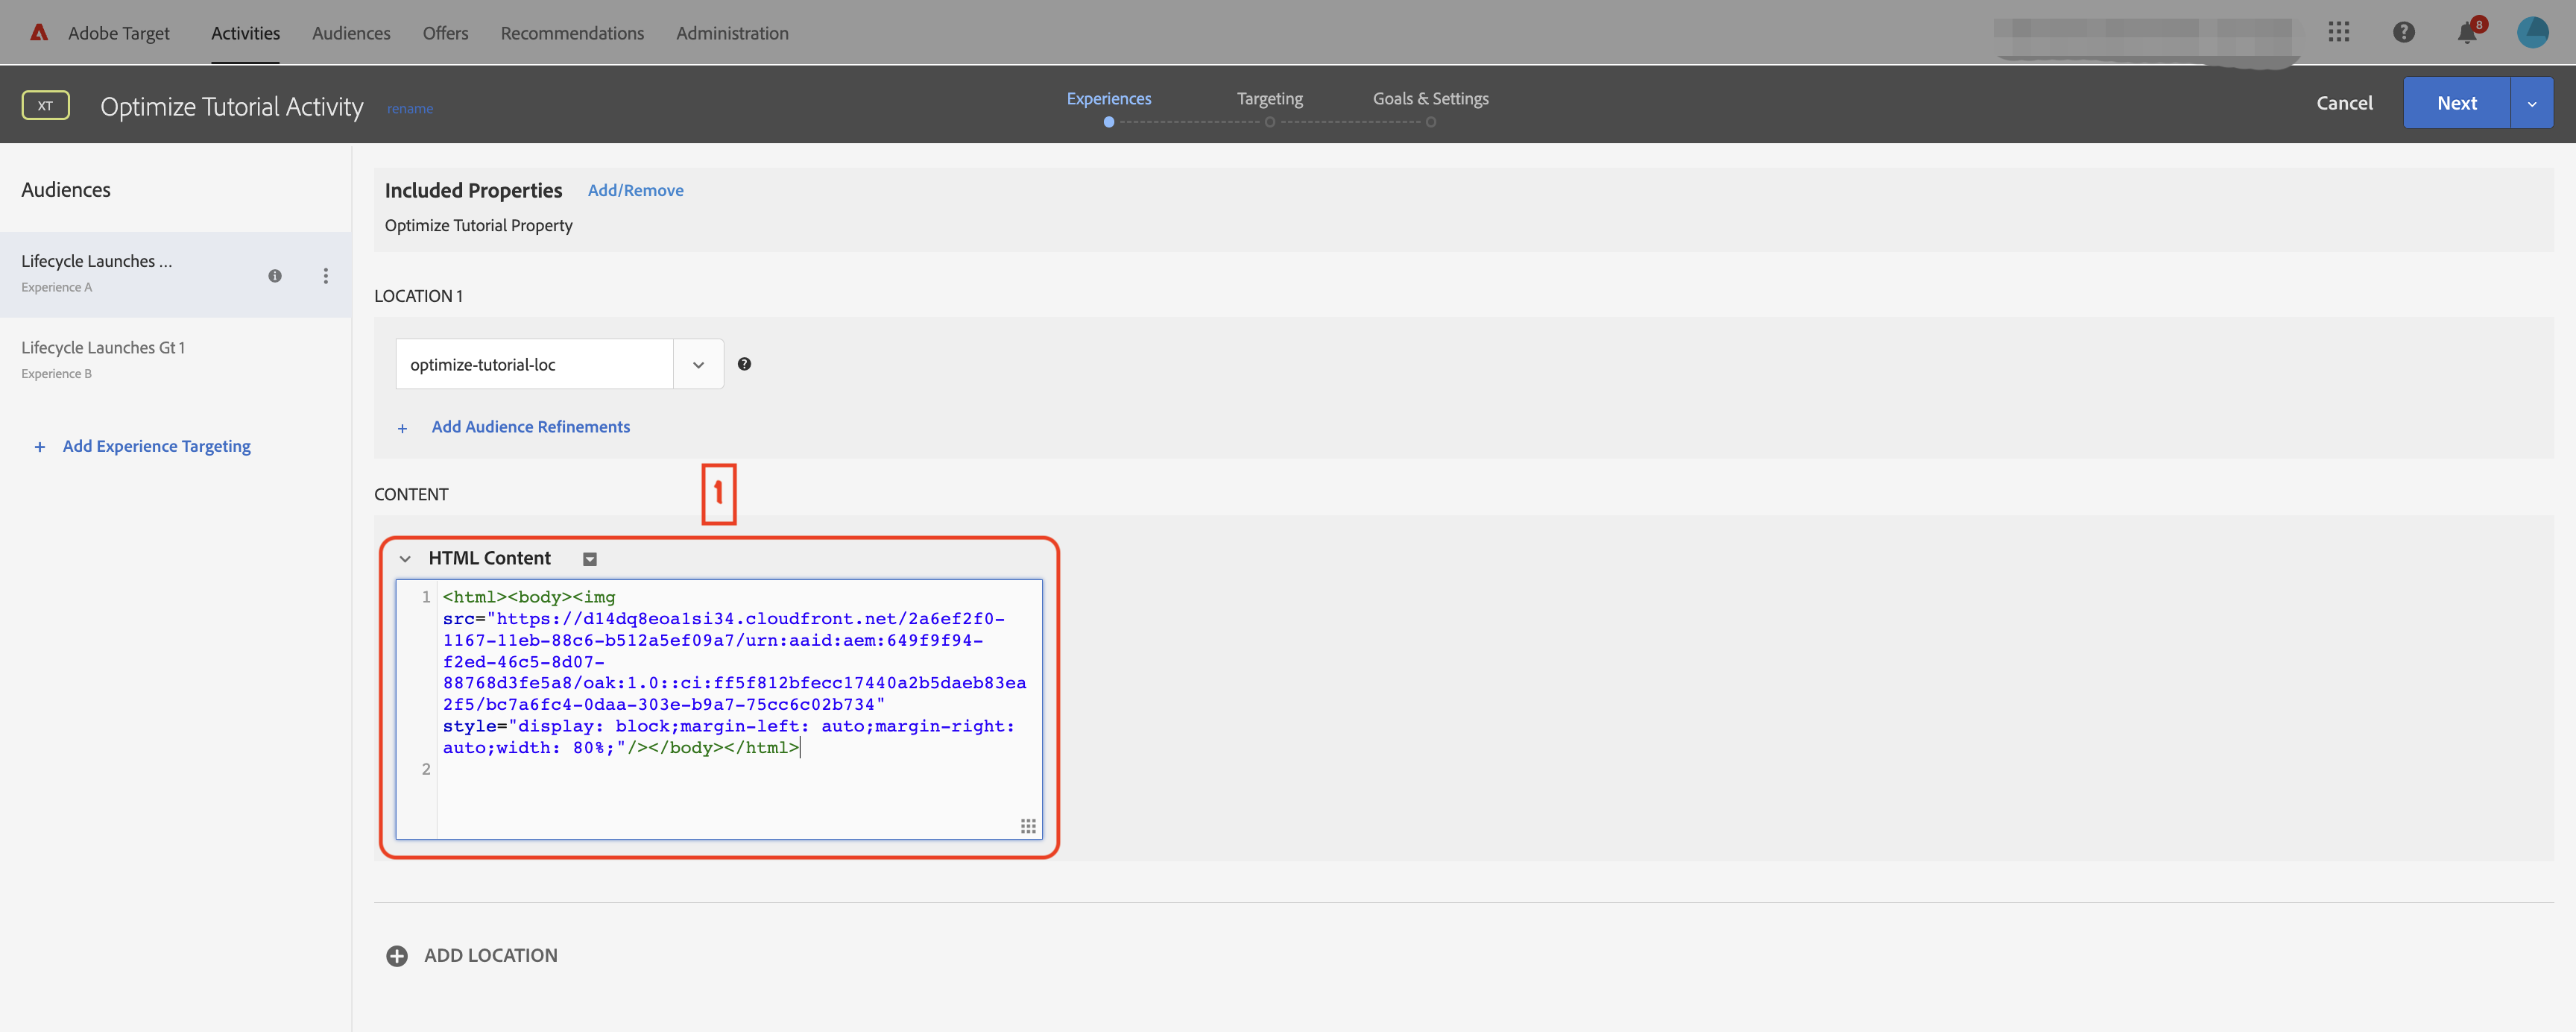 Adobe Target Activities Audiences Offers Recommendations Administration 8
XT Optimize Tutorial Activity rename Experiences Targeting Goals & Settings Cancel Next
Audiences
Lifecycle Launches ...
Experience A
Lifecycle Launches Gt 1
Experience B
+ Add Experience Targeting
Included Properties Add/Remove
Optimize Tutorial Property
LOCATION 1
optimize-tutorial-loc
+ Add Audience Refinements
CONTENT
1
HTML Content
1 <html><body><img
src="https://d14dq8eoa1si34.cloudfront.net/2a6ef2f0-
1167-11eb-88c6-b512a5ef09a7/urn:aaid:aem:649f9f94-
f2ed-46c5-8d07-
88768d3fe5a8/oak:1.0::ci:ff5f812bfecc17440a2b5daeb83ea
2f5/bc7a6fc4-0daa-303e-b9a7-75cc6c02b734"
style="display: block;margin-left: auto;margin-right:
auto;width: 80%;"/></body></html>
2
ADD LOCATION